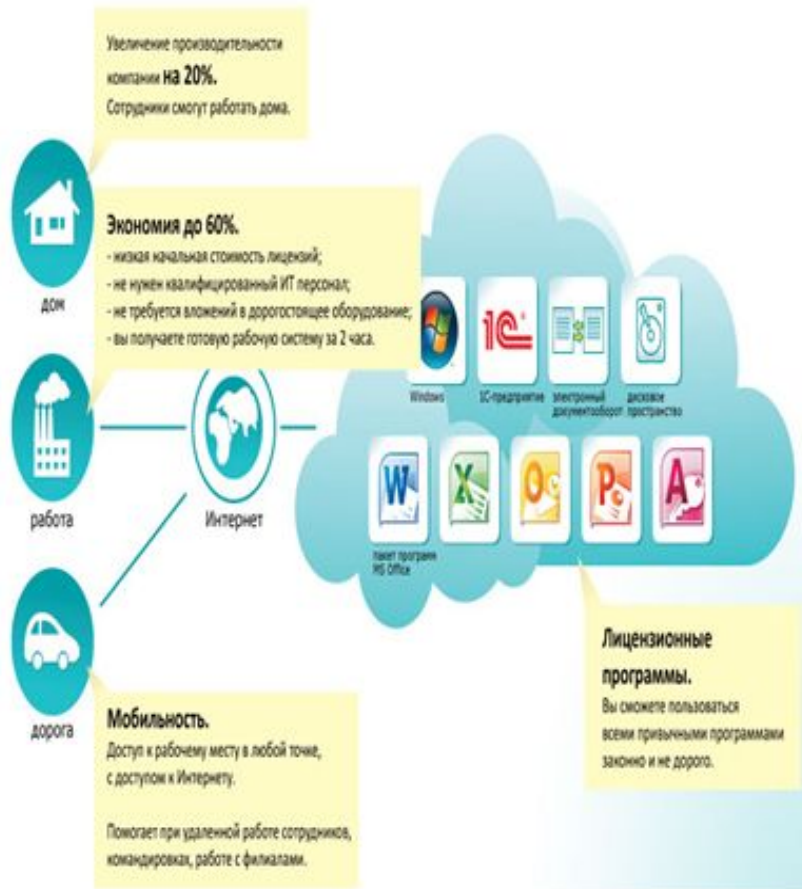 Увеличение производительности
компании на 20%.
Сотрудники смогут работать дома.
дом
Экономия до 60%.
- низкая начальная стоимость лицензий;
- не нужен квалифицированный ИТ персонал;
- не требуется вложений в дорогостоящее оборудование;
- вы получаете готовую рабочую систему за 2 часа.
работа
Интернет
1С
Windows
1С-предприятие
электронный
документооборот
дисковое
пространство
W
X
O
P
A
пакет программ
MS Office
дорога
Мобильность.
Доступ к рабочему месту в любой точке,
с доступом к Интернету.
Помогает при удаленной работе сотрудников,
командировках, работе с филиалами.
Лицензионные
программы.
Вы сможете пользоваться
всеми привычными программами
законно и не дорого.